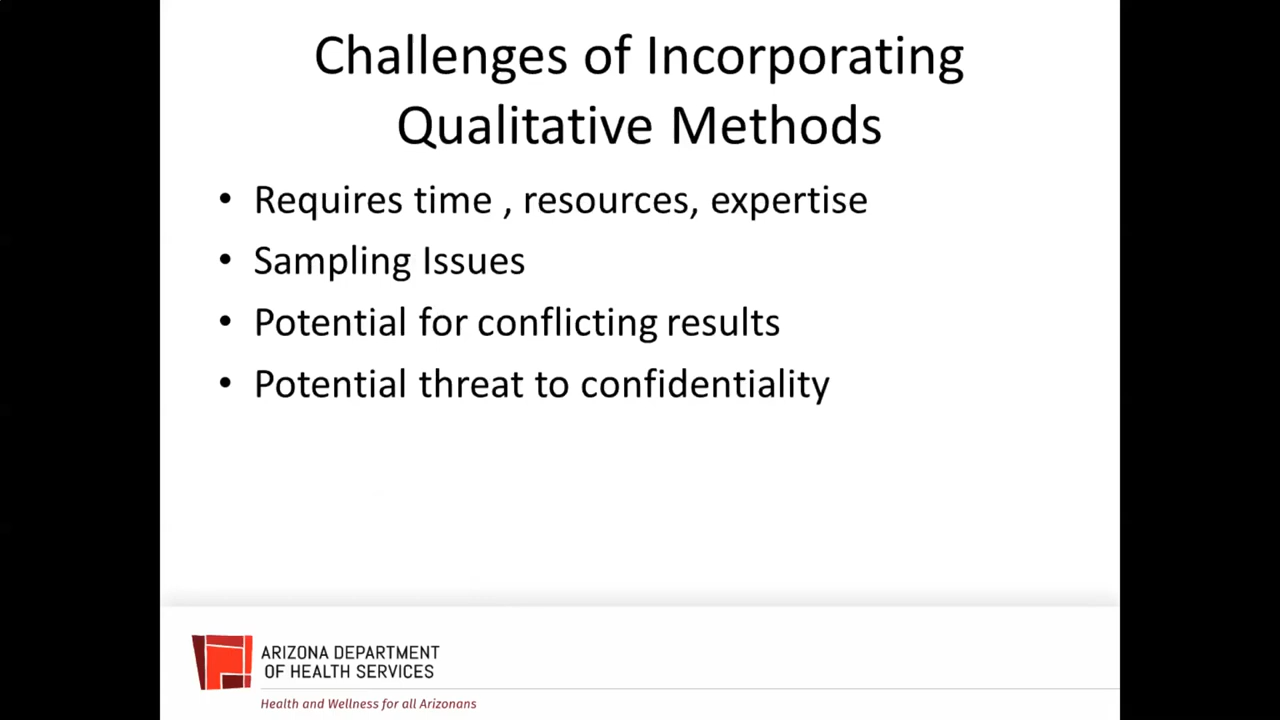 Challenges of Incorporating
Qualitative Methods
• Requires time , resources, expertise
• Sampling Issues
• Potential for conflicting results
• Potential threat to confidentiality
ARIZONA DEPARTMENT
OF HEALTH SERVICES
Health and Wellness for all Arizonans